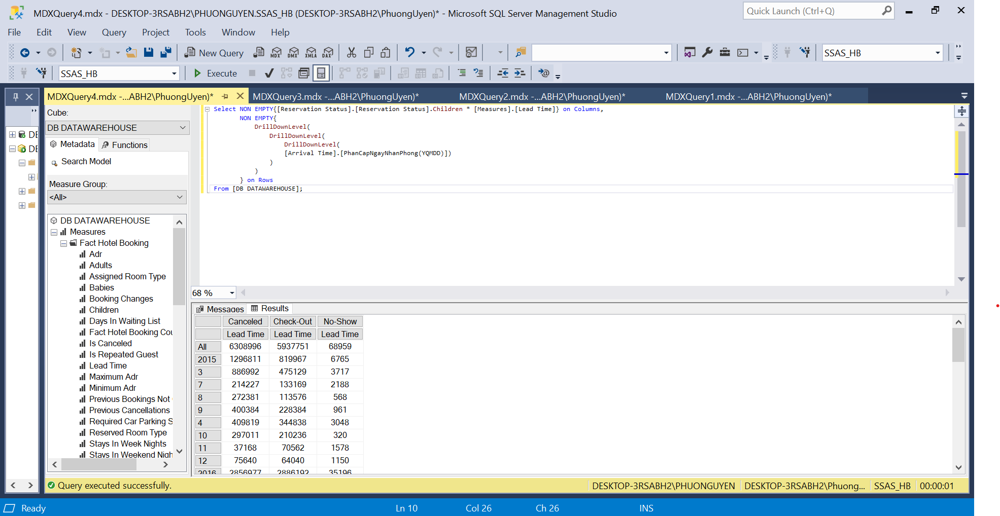 MDXQuery4.mdx - DESKTOP-3RSABH2\PHUONGUYEN.SSAS_HB (DESKTOP-3RSABH2\PhuongUyen)* - Microsoft SQL Server Management Studio
Quick Launch (Ctrl+Q)
File Edit View Query Project Tools Window Help
New Query MDX DMX XMLA DAX SSAS_HB
SSAS_HB Execute
MDXQuery4.mdx -...ABH2\PhuongUyen)* MDXQuery3.mdx -...ABH2\PhuongUyen)* MDXQuery2.mdx -...ABH2\PhuongUyen)* MDXQuery1.mdx -...ABH2\PhuongUyen)*
Cube:
DB DATAWAREHOUSE
Metadata Functions
Search Model
Measure Group:
<All>
DB DATAWAREHOUSE
Measures
Fact Hotel Booking
Adr
Adults
Assigned Room Type
Babies
Booking Changes
Children
Days In Waiting List
Fact Hotel Booking Cou
Is Canceled
Is Repeated Guest
Lead Time
Maximum Adr
Minimum Adr
Previous Bookings Not
Previous Cancellations
Required Car Parking S
Reserved Room Type
Stays In Week Nights
Stays In Weekend Nigh
Select NON EMPTY{[Reservation Status].[Reservation Status].Children * [Measures].[Lead Time]} on Columns,
NON EMPTY{
DrillDownLevel(
DrillDownLevel(
DrillDownLevel(
[Arrival Time].[PhanCapNgayNhanPhong(YQMDD)])
)
)
} on Rows
From [DB DATAWAREHOUSE];
68 %
Messages Results
Canceled Check-Out No-Show
Lead Time Lead Time Lead Time
All 6308996 5937751 68959
2015 1296811 819967 6765
3 886992 475129 3717
7 214227 133169 2188
8 272381 113576 568
9 400384 228384 961
4 409819 344838 3048
10 297011 210236 320
11 37168 70562 1578
12 75640 64040 1150
2016 2856977 2886192 35196
Query executed successfully. DESKTOP-3RSABH2\PHUONGUYEN DESKTOP-3RSABH2\Phuong... SSAS_HB 00:00:01
Ready Ln 10 Col 26 Ch 26 INS